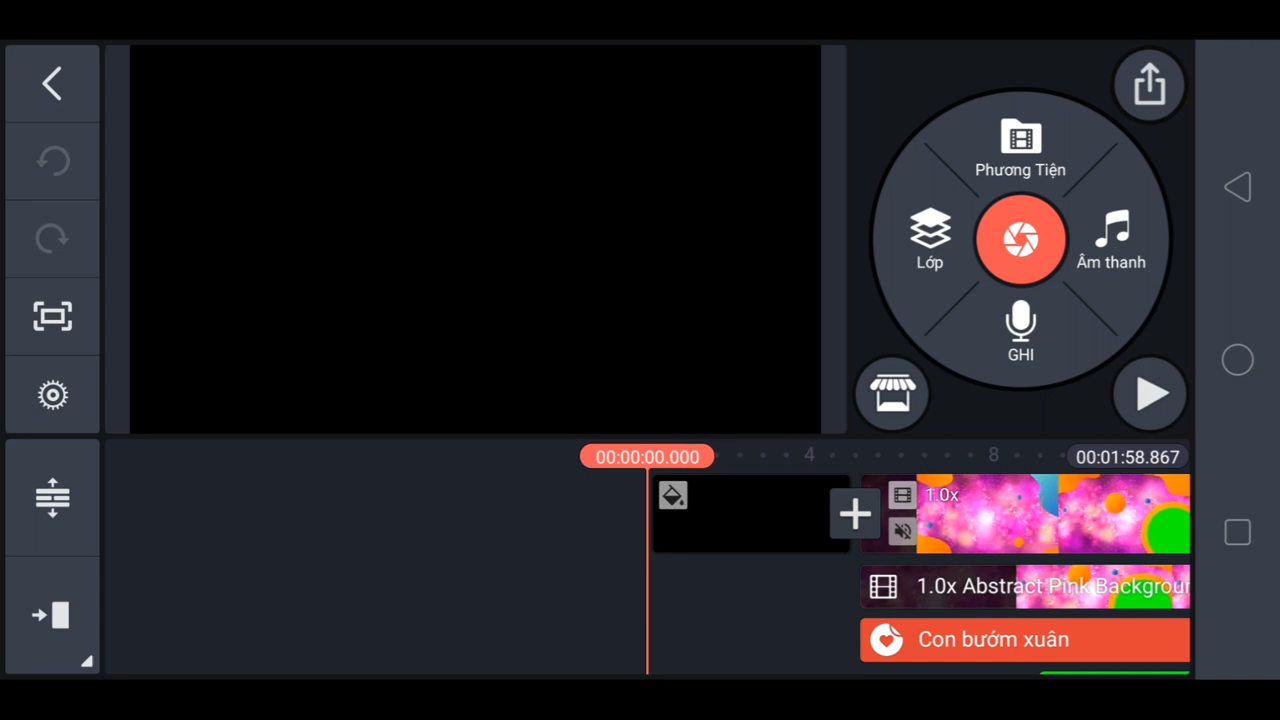 Phương Tiện
Lớp
Âm thanh
GHI
00:00:00.000
4
8
00:01:58.867
1.0x
1.0x Abstract Pink Backgroun
Con bướm xuân